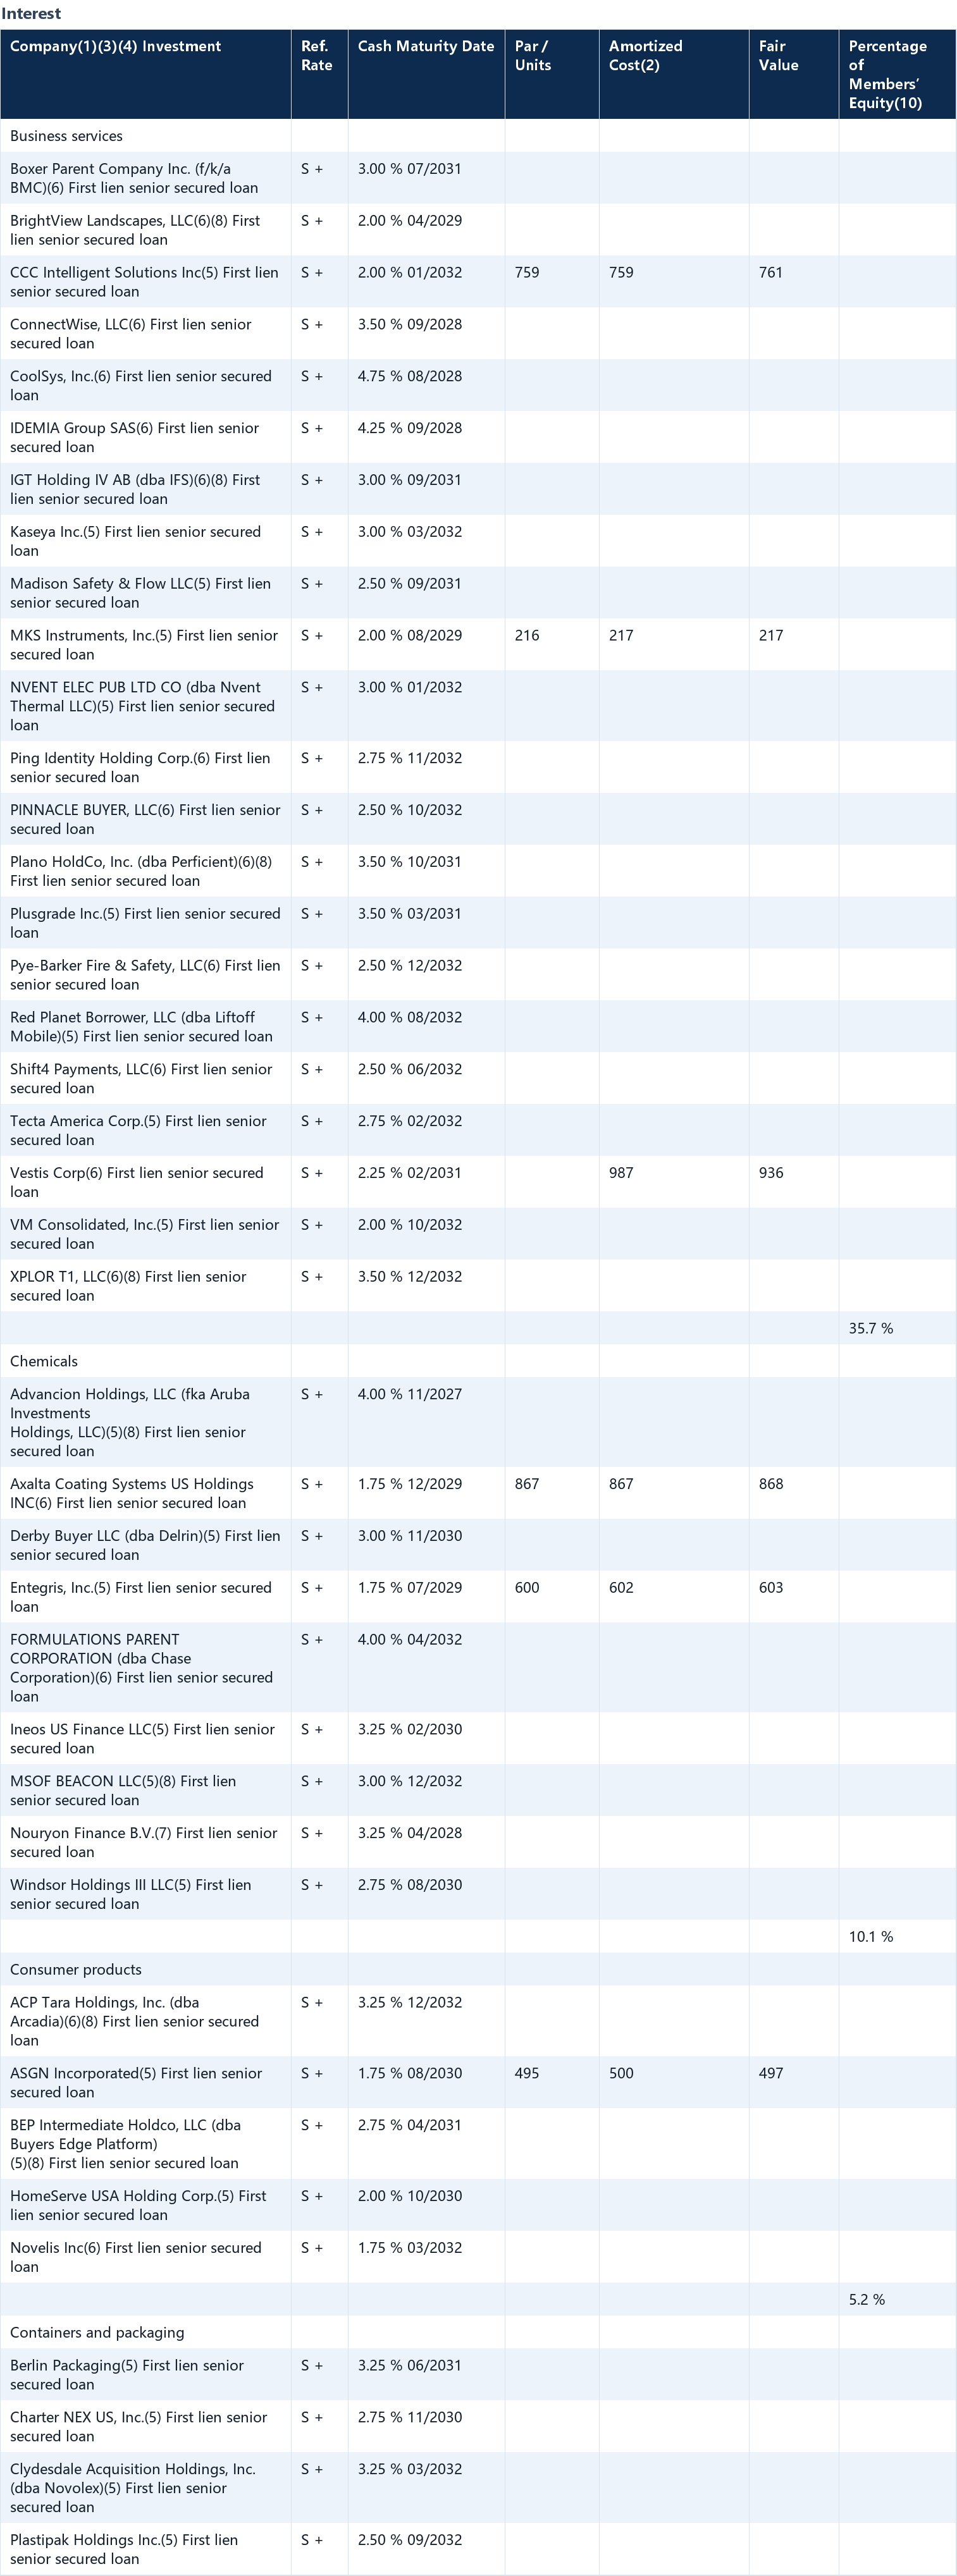 Interest
Company(1)(3)(4) Investment
Ref.
Rate
Cash Maturity Date
Par /
Units
Amortized
Cost(2)
Fair
Value
Percentage
of
Members’
Equity(10)
Business services
Boxer Parent Company Inc. (f/k/a
BMC)(6) First lien senior secured loan
S +
3.00 % 07/2031
BrightView Landscapes, LLC(6)(8) First
lien senior secured loan
S +
2.00 % 04/2029
CCC Intelligent Solutions Inc(5) First lien
senior secured loan
S +
2.00 % 01/2032
759
759
761
ConnectWise, LLC(6) First lien senior
secured loan
S +
3.50 % 09/2028
CoolSys, Inc.(6) First lien senior secured
loan
S +
4.75 % 08/2028
IDEMIA Group SAS(6) First lien senior
secured loan
S +
4.25 % 09/2028
IGT Holding IV AB (dba IFS)(6)(8) First
lien senior secured loan
S +
3.00 % 09/2031
Kaseya Inc.(5) First lien senior secured
loan
S +
3.00 % 03/2032
Madison Safety & Flow LLC(5) First lien
senior secured loan
S +
2.50 % 09/2031
MKS Instruments, Inc.(5) First lien senior
secured loan
S +
2.00 % 08/2029
216
217
217
NVENT ELEC PUB LTD CO (dba Nvent
Thermal LLC)(5) First lien senior secured
loan
S +
3.00 % 01/2032
Ping Identity Holding Corp.(6) First lien
senior secured loan
S +
2.75 % 11/2032
PINNACLE BUYER, LLC(6) First lien senior
secured loan
S +
2.50 % 10/2032
Plano HoldCo, Inc. (dba Perficient)(6)(8)
First lien senior secured loan
S +
3.50 % 10/2031
Plusgrade Inc.(5) First lien senior secured
loan
S +
3.50 % 03/2031
Pye-Barker Fire & Safety, LLC(6) First lien
senior secured loan
S +
2.50 % 12/2032
Red Planet Borrower, LLC (dba Liftoff
Mobile)(5) First lien senior secured loan
S +
4.00 % 08/2032
Shift4 Payments, LLC(6) First lien senior
secured loan
S +
2.50 % 06/2032
Tecta America Corp.(5) First lien senior
secured loan
S +
2.75 % 02/2032
Vestis Corp(6) First lien senior secured
loan
S +
2.25 % 02/2031
987
936
VM Consolidated, Inc.(5) First lien senior
secured loan
S +
2.00 % 10/2032
XPLOR T1, LLC(6)(8) First lien senior
secured loan
S +
3.50 % 12/2032
35.7 %
Chemicals
Advancion Holdings, LLC (fka Aruba
Investments
Holdings, LLC)(5)(8) First lien senior
secured loan
S +
4.00 % 11/2027
Axalta Coating Systems US Holdings
INC(6) First lien senior secured loan
S +
1.75 % 12/2029
867
867
868
Derby Buyer LLC (dba Delrin)(5) First lien
senior secured loan
S +
3.00 % 11/2030
Entegris, Inc.(5) First lien senior secured
loan
S +
1.75 % 07/2029
600
602
603
FORMULATIONS PARENT
CORPORATION (dba Chase
Corporation)(6) First lien senior secured
loan
S +
4.00 % 04/2032
Ineos US Finance LLC(5) First lien senior
secured loan
S +
3.25 % 02/2030
MSOF BEACON LLC(5)(8) First lien
senior secured loan
S +
3.00 % 12/2032
Nouryon Finance B.V.(7) First lien senior
secured loan
S +
3.25 % 04/2028
Windsor Holdings III LLC(5) First lien
senior secured loan
S +
2.75 % 08/2030
10.1 %
Consumer products
ACP Tara Holdings, Inc. (dba
Arcadia)(6)(8) First lien senior secured
loan
S +
3.25 % 12/2032
ASGN Incorporated(5) First lien senior
secured loan
S +
1.75 % 08/2030
495
500
497
BEP Intermediate Holdco, LLC (dba
Buyers Edge Platform)
(5)(8) First lien senior secured loan
S +
2.75 % 04/2031
HomeServe USA Holding Corp.(5) First
lien senior secured loan
S +
2.00 % 10/2030
Novelis Inc(6) First lien senior secured
loan
S +
1.75 % 03/2032
5.2 %
Containers and packaging
Berlin Packaging(5) First lien senior
secured loan
S +
3.25 % 06/2031
Charter NEX US, Inc.(5) First lien senior
secured loan
S +
2.75 % 11/2030
Clydesdale Acquisition Holdings, Inc.
(dba Novolex)(5) First lien senior
secured loan
S +
3.25 % 03/2032
Plastipak Holdings Inc.(5) First lien
senior secured loan
S +
2.50 % 09/2032